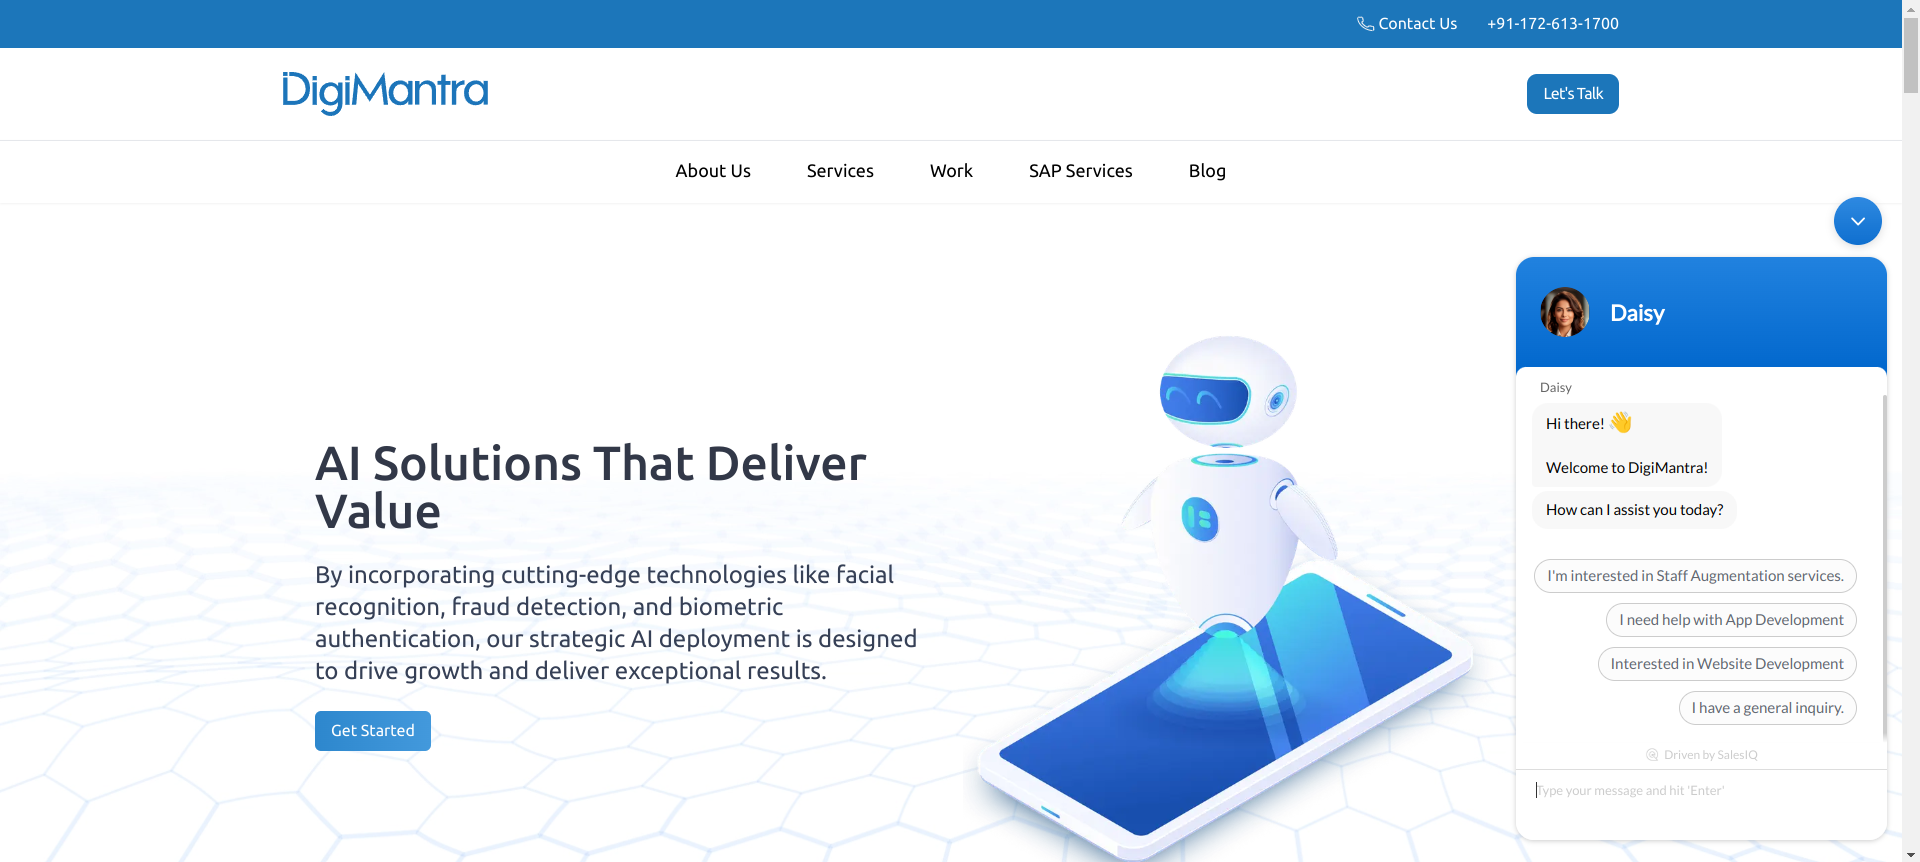 Contact Us +91-172-613-1700
DigiMantra
Let's Talk
About Us Services Work SAP Services Blog
AI Solutions That Deliver
Value
By incorporating cutting-edge technologies like facial
recognition, fraud detection, and biometric
authentication, our strategic AI deployment is designed
to drive growth and deliver exceptional results.
Get Started
Daisy
Daisy
Hi there! 👋
Welcome to DigiMantra!
How can I assist you today?
I'm interested in Staff Augmentation services.
I need help with App Development
Interested in Website Development
I have a general inquiry.
Driven by SalesIQ
Type your message and hit 'Enter'